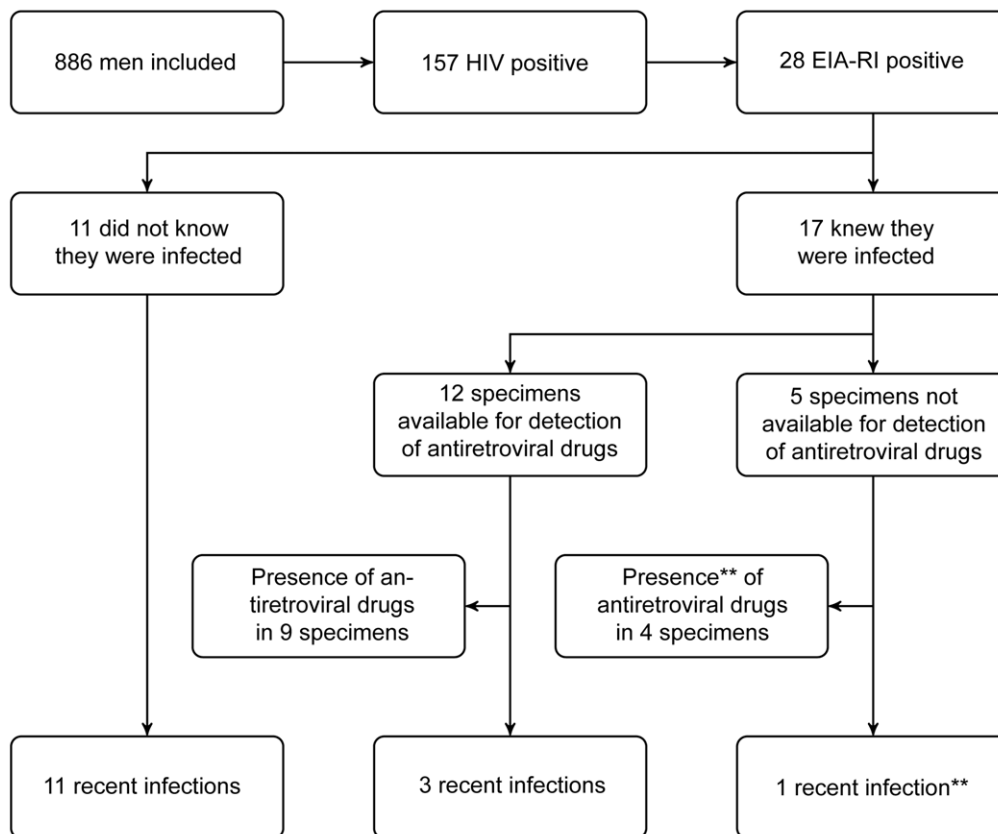 886 men included
157 HIV positive
28 EIA-RI positive
11 did not know
they were infected
17 knew they
were infected
12 specimens
available for detection
of antiretroviral drugs
5 specimens not
available for detection
of antiretroviral drugs
Presence of an-
tiretroviral drugs
in 9 specimens
Presence** of
antiretroviral drugs
in 4 specimens
11 recent infections
3 recent infections
1 recent infection**